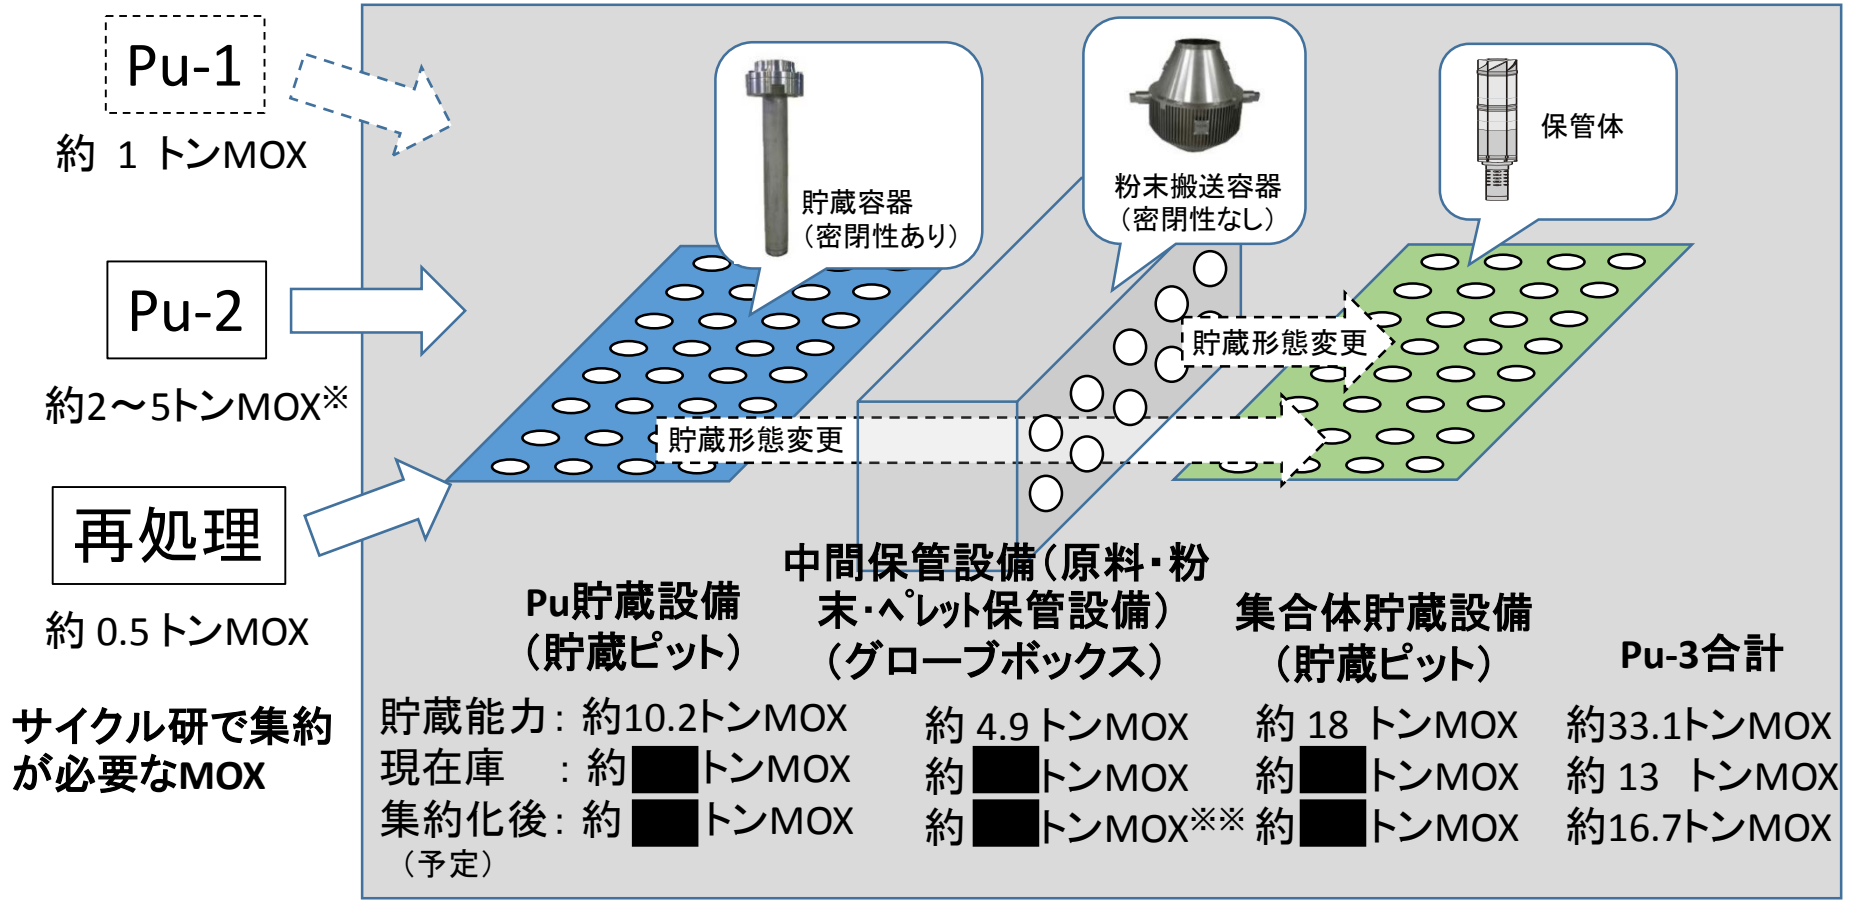 Pu-1
約 1 トンMOX
Pu-2
約2～5トンMOX※
再処理
約 0.5 トンMOX
サイクル研で集約
が必要なMOX
貯蔵容器
（密閉性あり）
粉末搬送容器
（密閉性なし）
保管体
貯蔵形態変更
貯蔵形態変更
Pu貯蔵設備
（貯蔵ピット）
中間保管設備（原料・粉
末・ペレット保管設備）
（グローブボックス）
集合体貯蔵設備
（貯蔵ピット）
Pu-3合計
貯蔵能力： 約10.2トンMOX 約 4.9 トンMOX 約 18 トンMOX 約33.1トンMOX
現在庫 ： 約 トンMOX 約 トンMOX 約 トンMOX 約 13 トンMOX
集約化後： 約 トンMOX 約 トンMOX※※ 約 トンMOX 約16.7トンMOX
（予定）